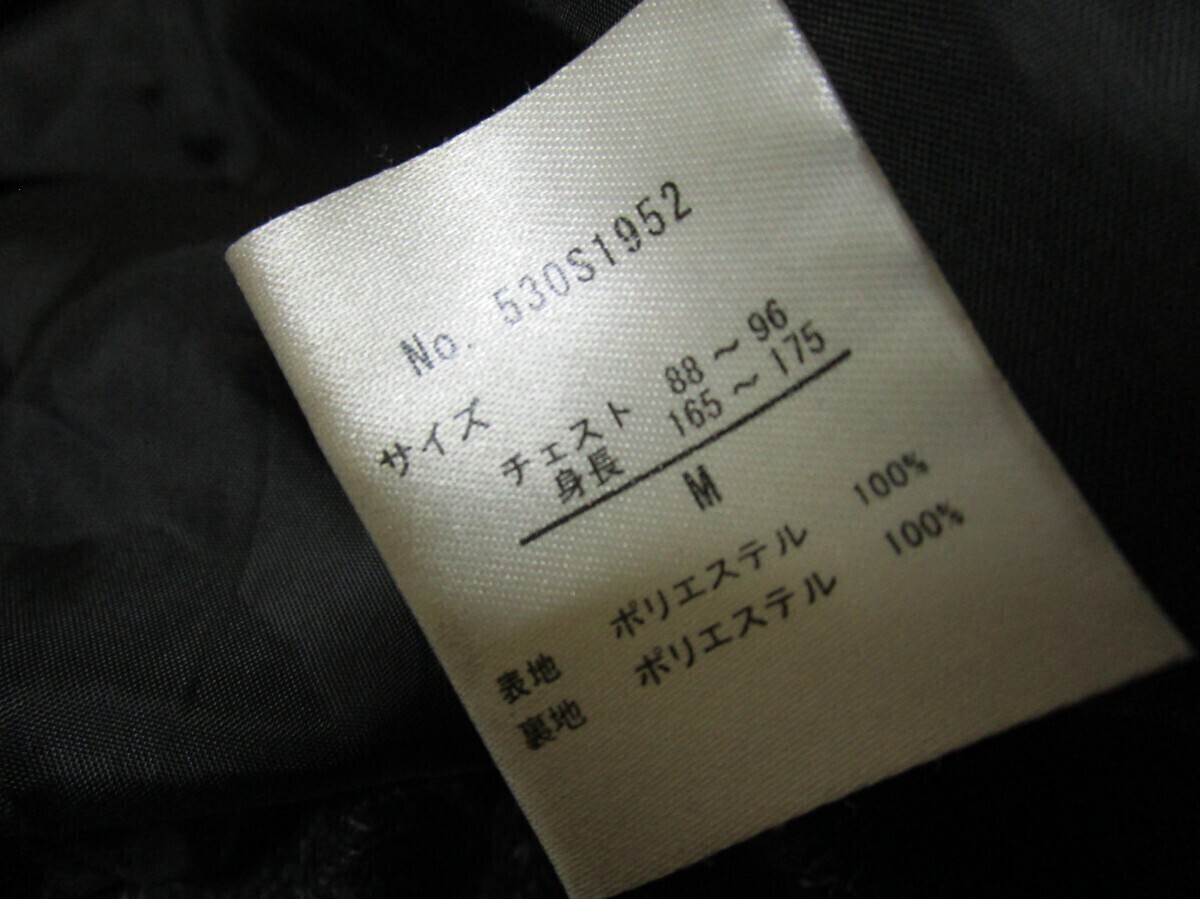 No. 530S1952
サイズ
チェスト 88～96
身長 165～175
M
表地 ポリエステル 100%
裏地 ポリエステル 100%